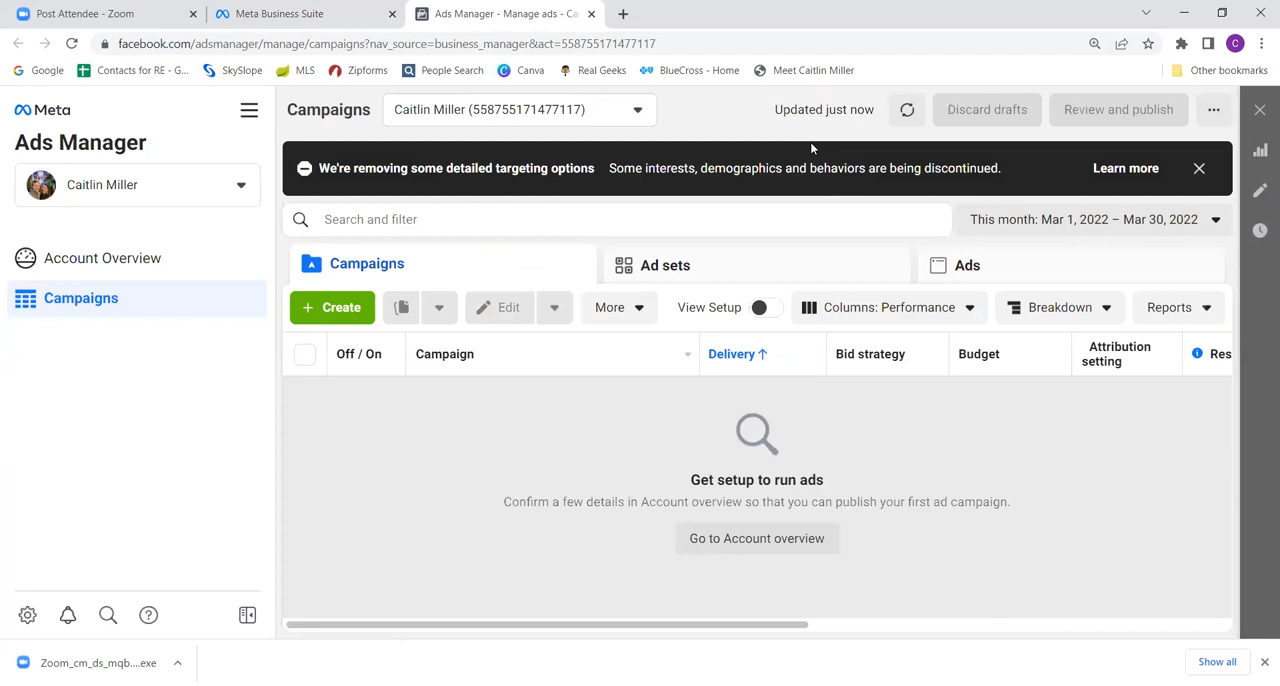 Post Attendee - Zoom
Meta Business Suite
Ads Manager - Manage ads - Ca
facebook.com/adsmanager/manage/campaigns?nav_source=business_manager&act=558755171477117
C
Google
Contacts for RE - G...
SkySlope
MLS
Zipforms
People Search
Canva
Real Geeks
BlueCross - Home
Meet Caitlin Miller
Other bookmarks
Meta
Ads Manager
Caitlin Miller
Account Overview
Campaigns
Campaigns
Caitlin Miller (558755171477117)
Updated just now
Discard drafts
Review and publish
We're removing some detailed targeting options Some interests, demographics and behaviors are being discontinued.
Learn more
Search and filter
This month: Mar 1, 2022 – Mar 30, 2022
Campaigns
Ad sets
Ads
+ Create
Edit
More
View Setup
Columns: Performance
Breakdown
Reports
Off / On
Campaign
Delivery ↑
Bid strategy
Budget
Attribution
setting
Res
Get setup to run ads
Confirm a few details in Account overview so that you can publish your first ad campaign.
Go to Account overview
Zoom_cm_ds_mqb....exe
Show all